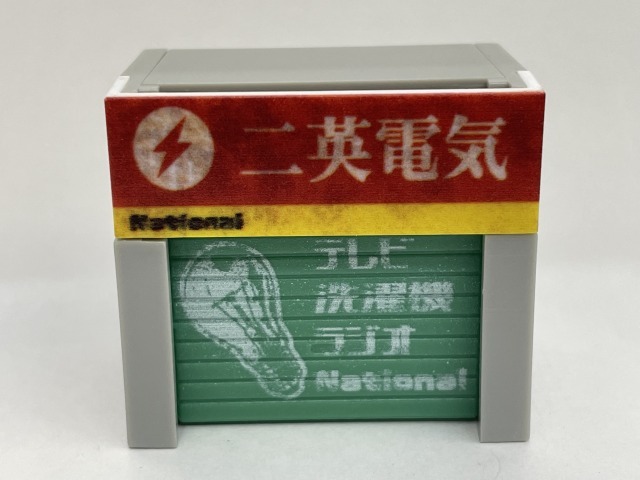 二英電気
National
テレビ
洗濯機
ラジオ
National